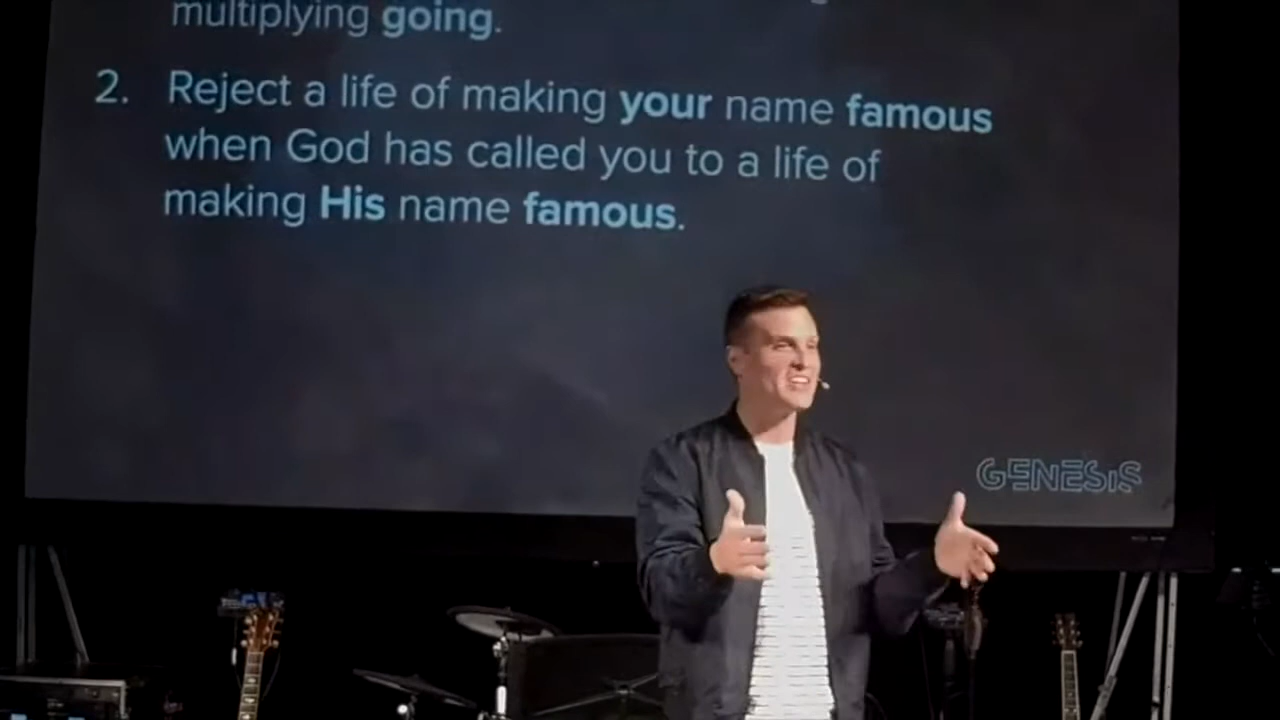 multiplying going.
2. Reject a life of making your name famous
when God has called you to a life of
making His name famous.
GENESIS